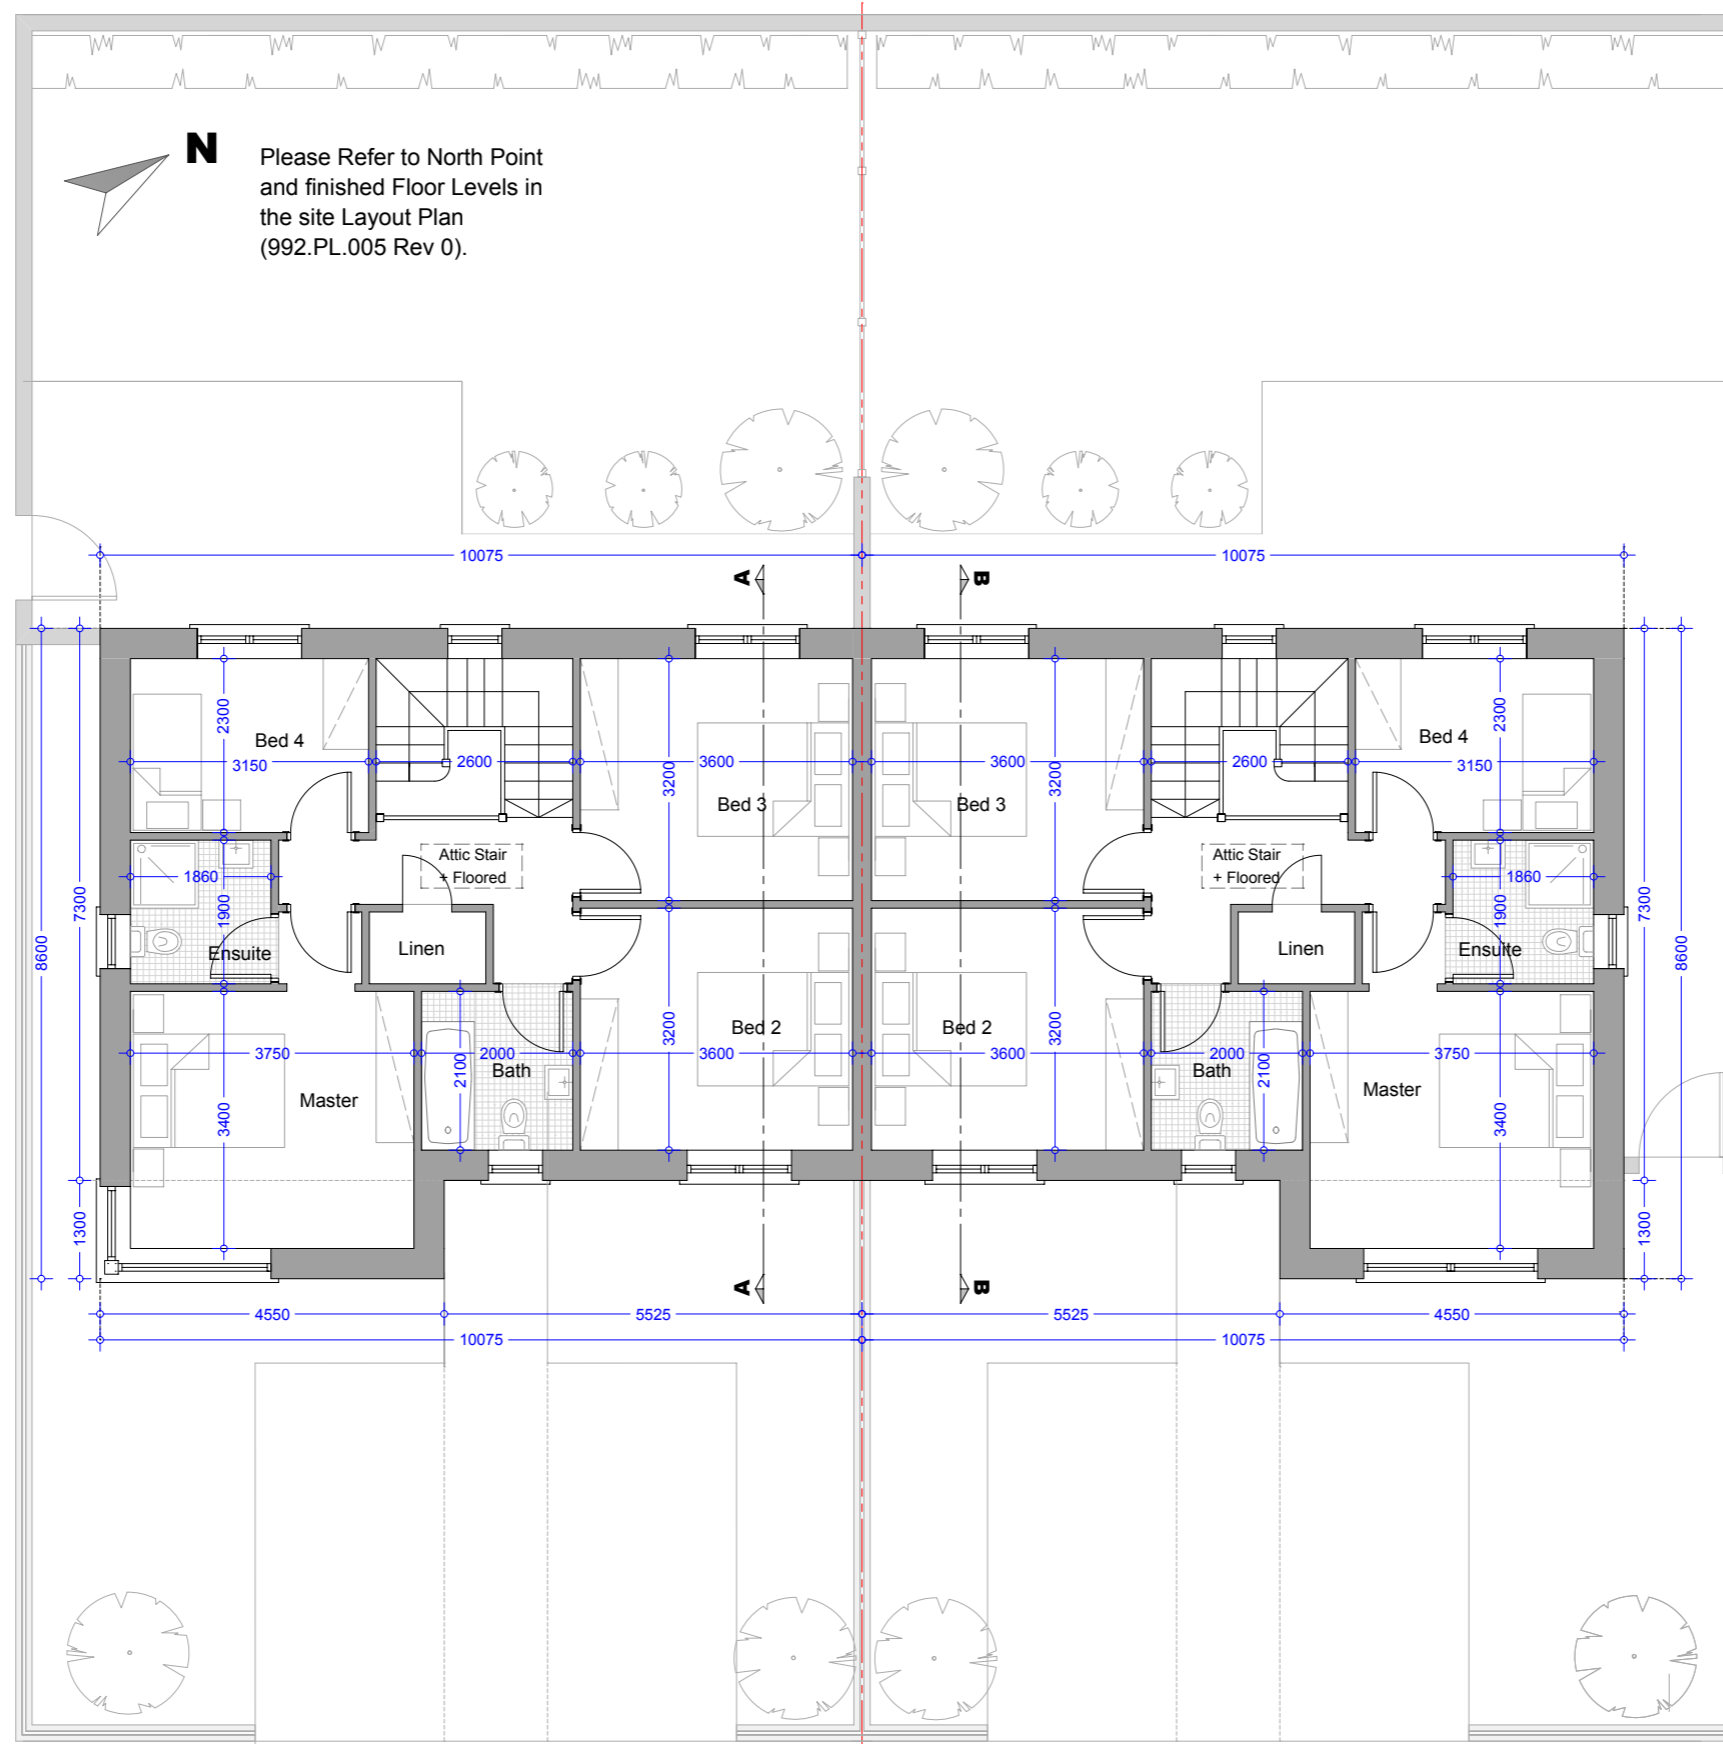 N
Please Refer to North Point
and finished Floor Levels in
the site Layout Plan
(992.PL.005 Rev 0).
10075
10075
A
B
2300
Bed 4
3150
2600
3600
3200
Bed 3
3600
3200
Bed 3
2600
2300
Bed 4
3150
8600
7300
1860
1900
Ensuite
Attic Stair
+ Floored
Linen
Attic Stair
+ Floored
Linen
1860
1900
Ensuite
7300
8600
3750
3400
Master
2100
2000
Bath
3200
Bed 2
3600
3200
Bed 2
3600
2000
Bath
2100
3750
Master
3400
1300
1300
A
B
4550
5525
5525
4550
10075
10075